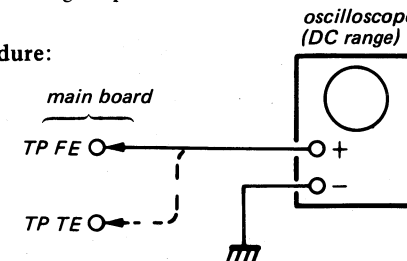 oscilloscope
(DC range)
dure:
main board
TP FE
+
−
TP TE